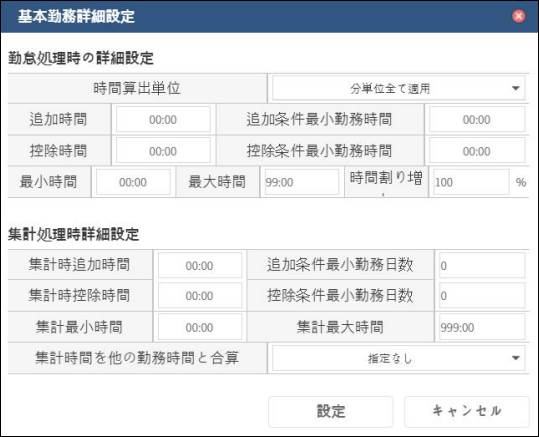 基本勤務詳細設定
勤怠処理時の詳細設定
時間算出単位 分単位全て適用
追加時間 00:00 追加条件最小勤務時間 00:00
控除時間 00:00 控除条件最小勤務時間 00:00
最小時間 00:00 最大時間 99:00 時間割り増 100 %
集計処理時詳細設定
集計時追加時間 00:00 追加条件最小勤務日数 0
集計時控除時間 00:00 控除条件最小勤務日数 0
集計最小時間 00:00 集計最大時間 999:00
集計時間を他の勤務時間と合算 指定なし
設定 キャンセル